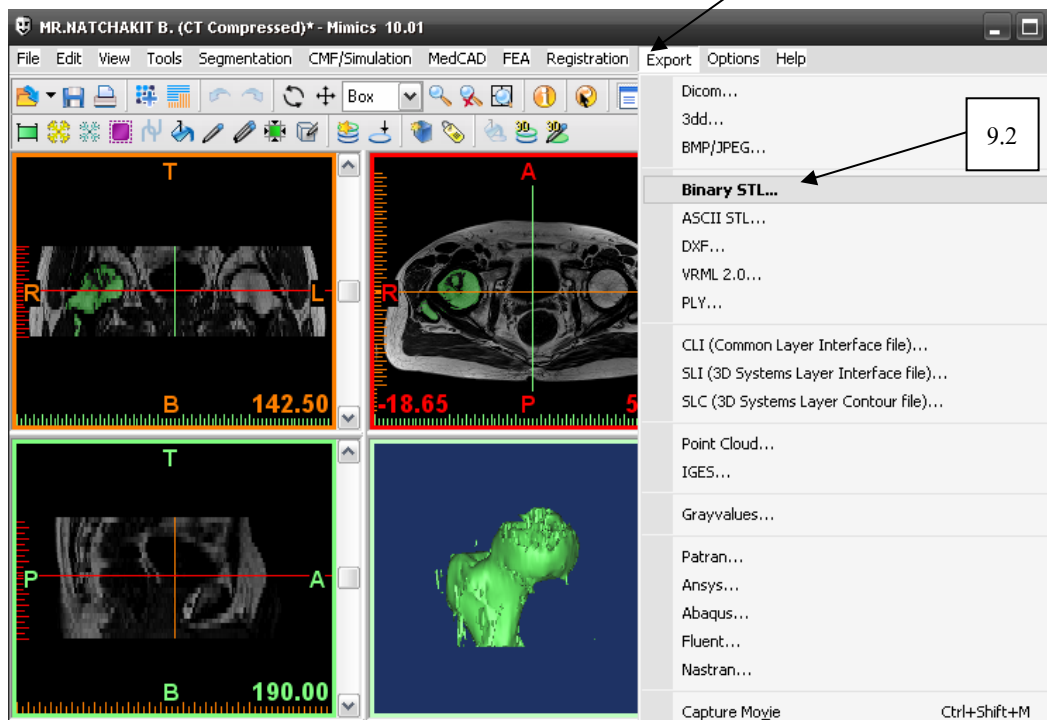 MR.NATCHAKIT B. (CT Compressed)* - Mimics 10.01
File Edit View Tools Segmentation CMF/Simulation MedCAD FEA Registration Export Options Help
Box
Dicom...
3dd...
BMP/JPEG...
9.2
Binary STL...
ASCII STL...
DXF...
VRML 2.0...
PLY...
CLI (Common Layer Interface file)...
SLI (3D Systems Layer Interface file)...
SLC (3D Systems Layer Contour file)...
Point Cloud...
IGES...
Grayvalues...
Patran...
Ansys...
Abaqus...
Fluent...
Nastran...
Capture Movie Ctrl+Shift+M
T
R L
B 142.50
A
R
-18.65 P 5
T
P A
B 190.00